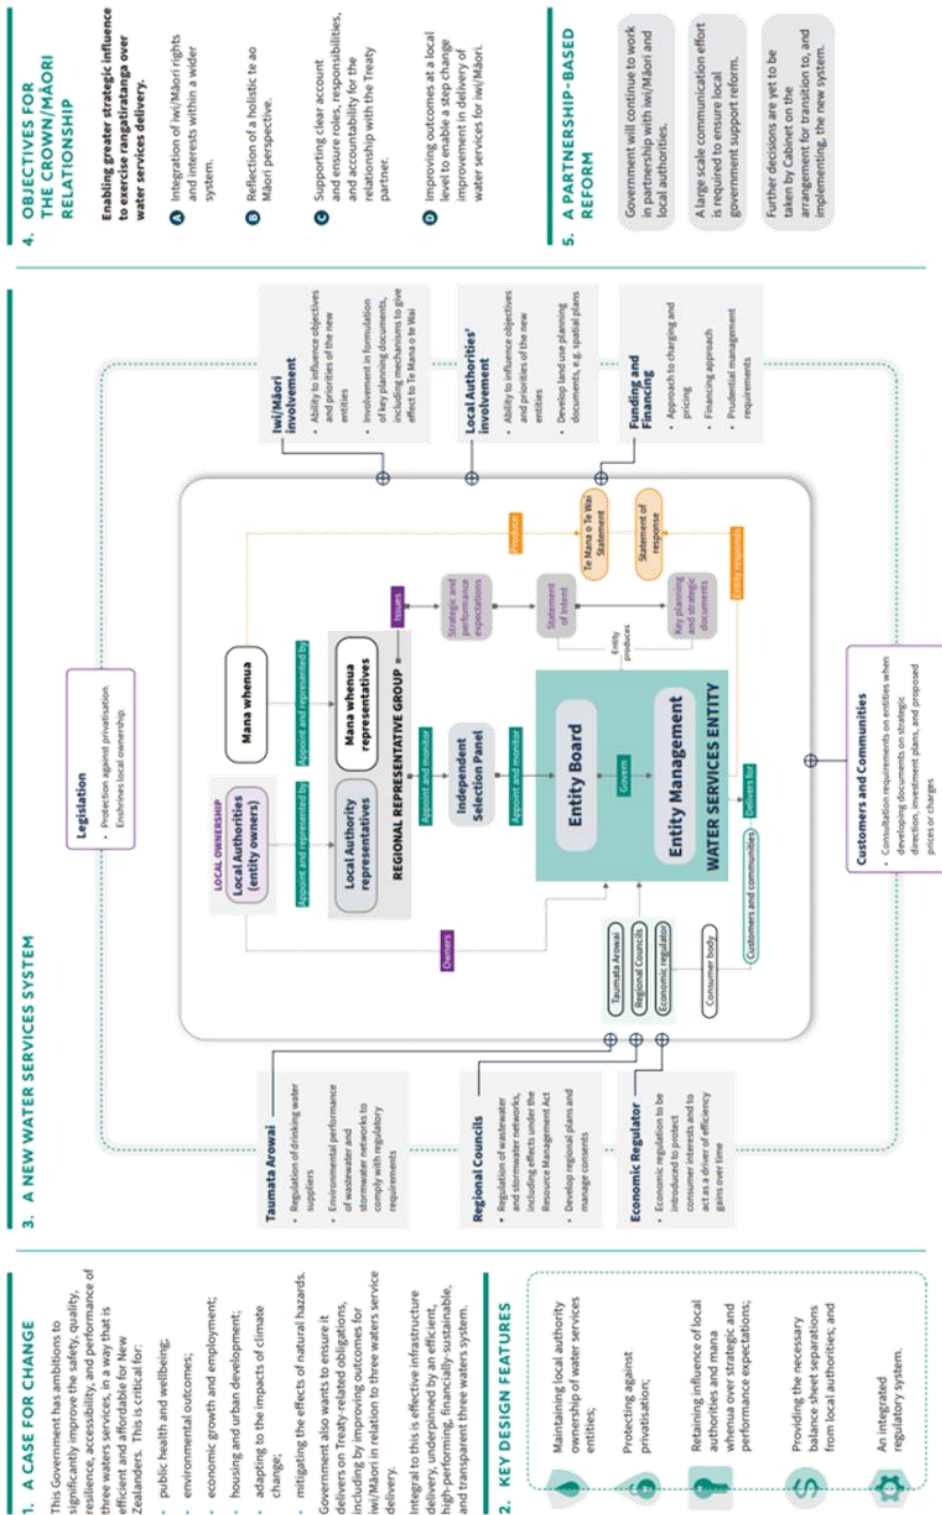 1. A CASE FOR CHANGE
This Government has ambitions to
significantly improve the safety, quality,
resilience, accessibility, and performance of
three waters services, in a way that is
efficient and affordable for New
Zealanders. This is critical for:
• public health and wellbeing;
• environmental outcomes;
• economic growth and employment;
• housing and urban development;
• adapting to the impacts of climate
change;
• mitigating the effects of natural hazards.
Government also wants to ensure it
delivers on Treaty-related obligations,
including by improving outcomes for
iwi/Māori in relation to three waters service
delivery.
Integral to this is effective infrastructure
delivery, underpinned by an efficient,
high-performing, financially-sustainable,
and transparent three waters system.
2. KEY DESIGN FEATURES
Maintaining local authority
ownership of water services
entities;
Protecting against
privatisation;
Retaining influence of local
authorities and mana
whenua over strategic and
performance expectations;
Providing the necessary
balance sheet separations
from local authorities; and
An integrated
regulatory system.
3. A NEW WATER SERVICES SYSTEM
Legislation
• Protection against privatisation.
Enshrines local ownership.
Taumata Arowai
• Regulation of drinking water
suppliers
• Environmental performance
of wastewater and
stormwater networks to
comply with regulatory
requirements
Regional Councils
• Regulation of wastewater
and stormwater networks,
including effects under the
Resource Management Act
• Develop regional plans and
manage consents
Economic Regulator
• Economic regulation to be
introduced to protect
consumer interests and to
act as a driver of efficiency
gains over time
LOCAL OWNERSHIP
Local Authorities
(entity owners)
Mana whenua
Appoint and represented by
Appoint and represented by
Local Authority
representatives
Mana whenua
representatives
REGIONAL REPRESENTATIVE GROUP
Issues
Produce
Owners
Appoint and monitor
Independent
Selection Panel
Appoint and monitor
Strategic and
performance
expectations
Statement
of intent
Key planning
and strategic
documents
Entity
produces
Te Mana o Te Wai
Statement
Statement of
response
Entity responds
Entity Board
Govern
Entity Management
WATER SERVICES ENTITY
Taumata Arowai
Regional Councils
Economic regulator
Consumer body
Customers and communities
Delivers for
Iwi/Māori
involvement
• Ability to influence objectives
and priorities of the new
entities
• Involvement in formulation
of key planning documents,
including mechanisms to give
effect to Te Mana o te Wai
Local Authorities'
involvement
• Ability to influence objectives
and priorities of the new
entities
• Develop land use planning
documents, e.g. spatial plans
Funding and
Financing
• Approach to charging and
pricing
• Financing approach
• Prudential management
requirements
Customers and Communities
• Consultation requirements on entities when
developing documents on strategic
direction, investment plans, and proposed
prices or charges
4. OBJECTIVES FOR
THE CROWN/MĀORI
RELATIONSHIP
Enabling greater strategic influence
to exercise rangatiratanga over
water services delivery.
A Integration of iwi/Māori rights
and interests within a wider
system.
B Reflection of a holistic te ao
Māori perspective.
C Supporting clear account
and ensure roles, responsibilities,
and accountability for the
relationship with the Treaty
partner.
D Improving outcomes at a local
level to enable a step change
improvement in delivery of
water services for iwi/Māori.
5. A PARTNERSHIP-BASED
REFORM
Government will continue to work
in partnership with iwi/Māori and
local authorities.
A large scale communication effort
is required to ensure local
government support reform.
Further decisions are yet to be
taken by Cabinet on the
arrangement for transition to, and
implementing, the new system.